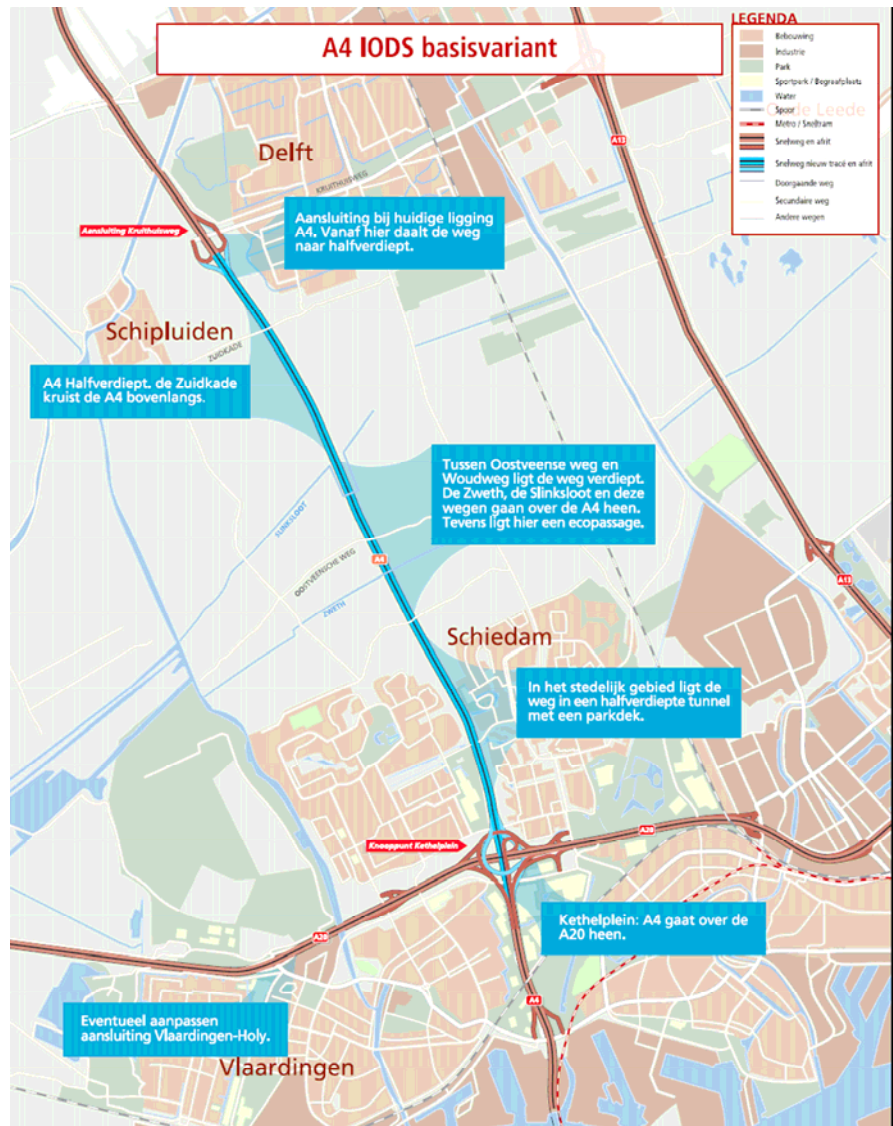 A4 IODS basisvariant
LEGENDA
Bebouwing
Industrie
Park
Sportpark / Begraafplaats
Water
Spoor
Metro / Sneltram
Snelweg en afrit
Snelweg nieuw tracé en afrit
Doorgaande weg
Secundaire weg
Andere wegen
de Leede
A13
Delft
KRUITHUISWEG
Aansluiting Kruithuisweg
Aansluiting bij huidige ligging
A4. Vanaf hier daalt de weg
naar halfverdiept.
Schipluiden
ZUIDKADE
A4 Halfverdiept. de Zuidkade
kruist de A4 bovenlangs.
Tussen Oostveense weg en
Woudweg ligt de weg verdiept.
De Zweth, de Slinksloot en deze
wegen gaan over de A4 heen.
Tevens ligt hier een ecopassage.
SLINKSLOOT
OOSTVEENSCHE WEG
A4
ZWETH
A13
Schiedam
In het stedelijk gebied ligt de
weg in een halfverdiepte tunnel
met een parkdek.
A20
Knooppunt Kethelplein
Kethelplein: A4 gaat over de
A20 heen.
A20
A4
Eventueel aanpassen
aansluiting Vlaardingen-Holy.
Vlaardingen